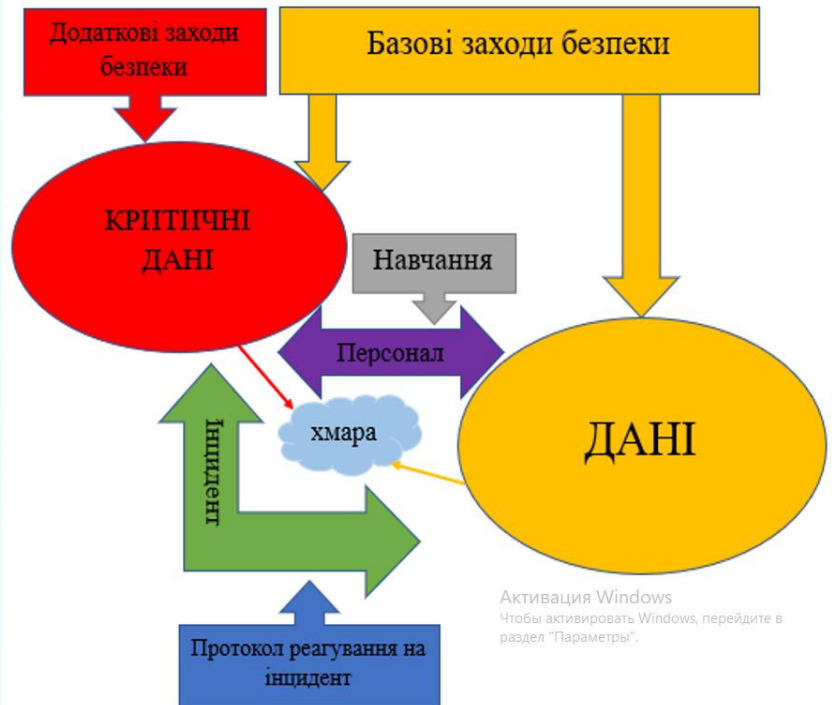 Додаткові заходи
безпеки
Базові заходи безпеки
КРИТИЧНІ
ДАНІ
Навчання
Персонал
хмара
ДАНІ
Інцидент
Активация Windows
Чтобы активировать Windows, перейдите в
раздел "Параметры".
Протокол реагування на
інцидент